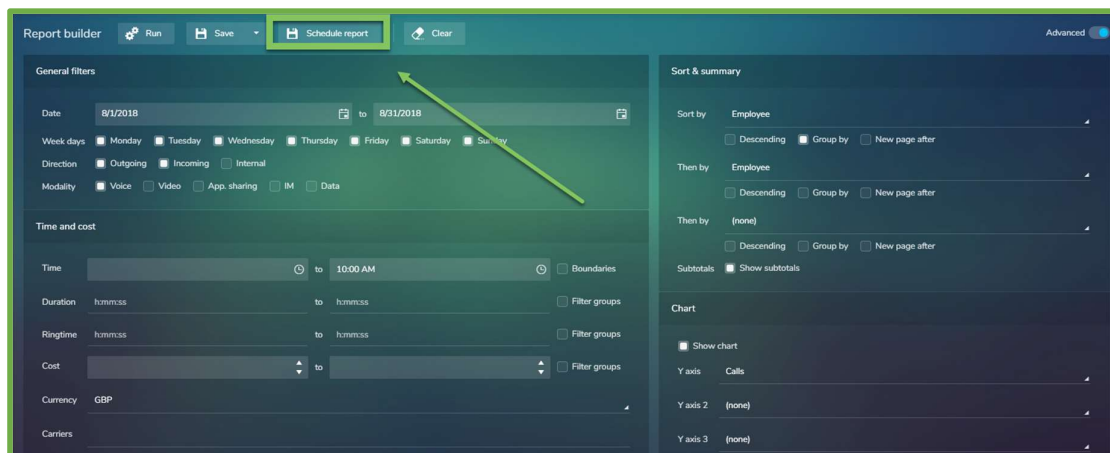 Report builder Run Save Schedule report Clear Advanced
General filters
Date 8/1/2018 to 8/31/2018
Week days Monday Tuesday Wednesday Thursday Friday Saturday Sunday
Direction Outgoing Incoming Internal
Modality Voice Video App. sharing IM Data
Time and cost
Time to 10:00 AM Boundaries
Duration h:mm:ss to h:mm:ss Filter groups
Ringtime h:mm:ss to h:mm:ss Filter groups
Cost to Filter groups
Currency GBP
Carriers
Sort & summary
Sort by Employee
Descending Group by New page after
Then by Employee
Descending Group by New page after
Then by (none)
Descending Group by New page after
Subtotals Show subtotals
Chart
Show chart
Y axis Calls
Y axis 2 (none)
Y axis 3 (none)